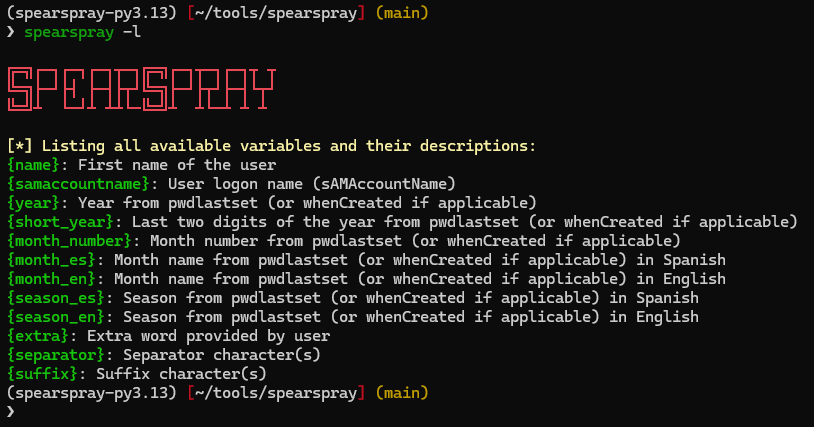 (spearspray-py3.13) [~/tools/spearspray] (main)
❯ spearspray -l
SPEARSPRAY
[*] Listing all available variables and their descriptions:
{name}: First name of the user
{samaccountname}: User logon name (sAMAccountName)
{year}: Year from pwdlastset (or whenCreated if applicable)
{short_year}: Last two digits of the year from pwdlastset (or whenCreated if applicable)
{month_number}: Month number from pwdlastset (or whenCreated if applicable)
{month_es}: Month name from pwdlastset (or whenCreated if applicable) in Spanish
{month_en}: Month name from pwdlastset (or whenCreated if applicable) in English
{season_es}: Season from pwdlastset (or whenCreated if applicable) in Spanish
{season_en}: Season from pwdlastset (or whenCreated if applicable) in English
{extra}: Extra word provided by user
{separator}: Separator character(s)
{suffix}: Suffix character(s)
(spearspray-py3.13) [~/tools/spearspray] (main)
❯